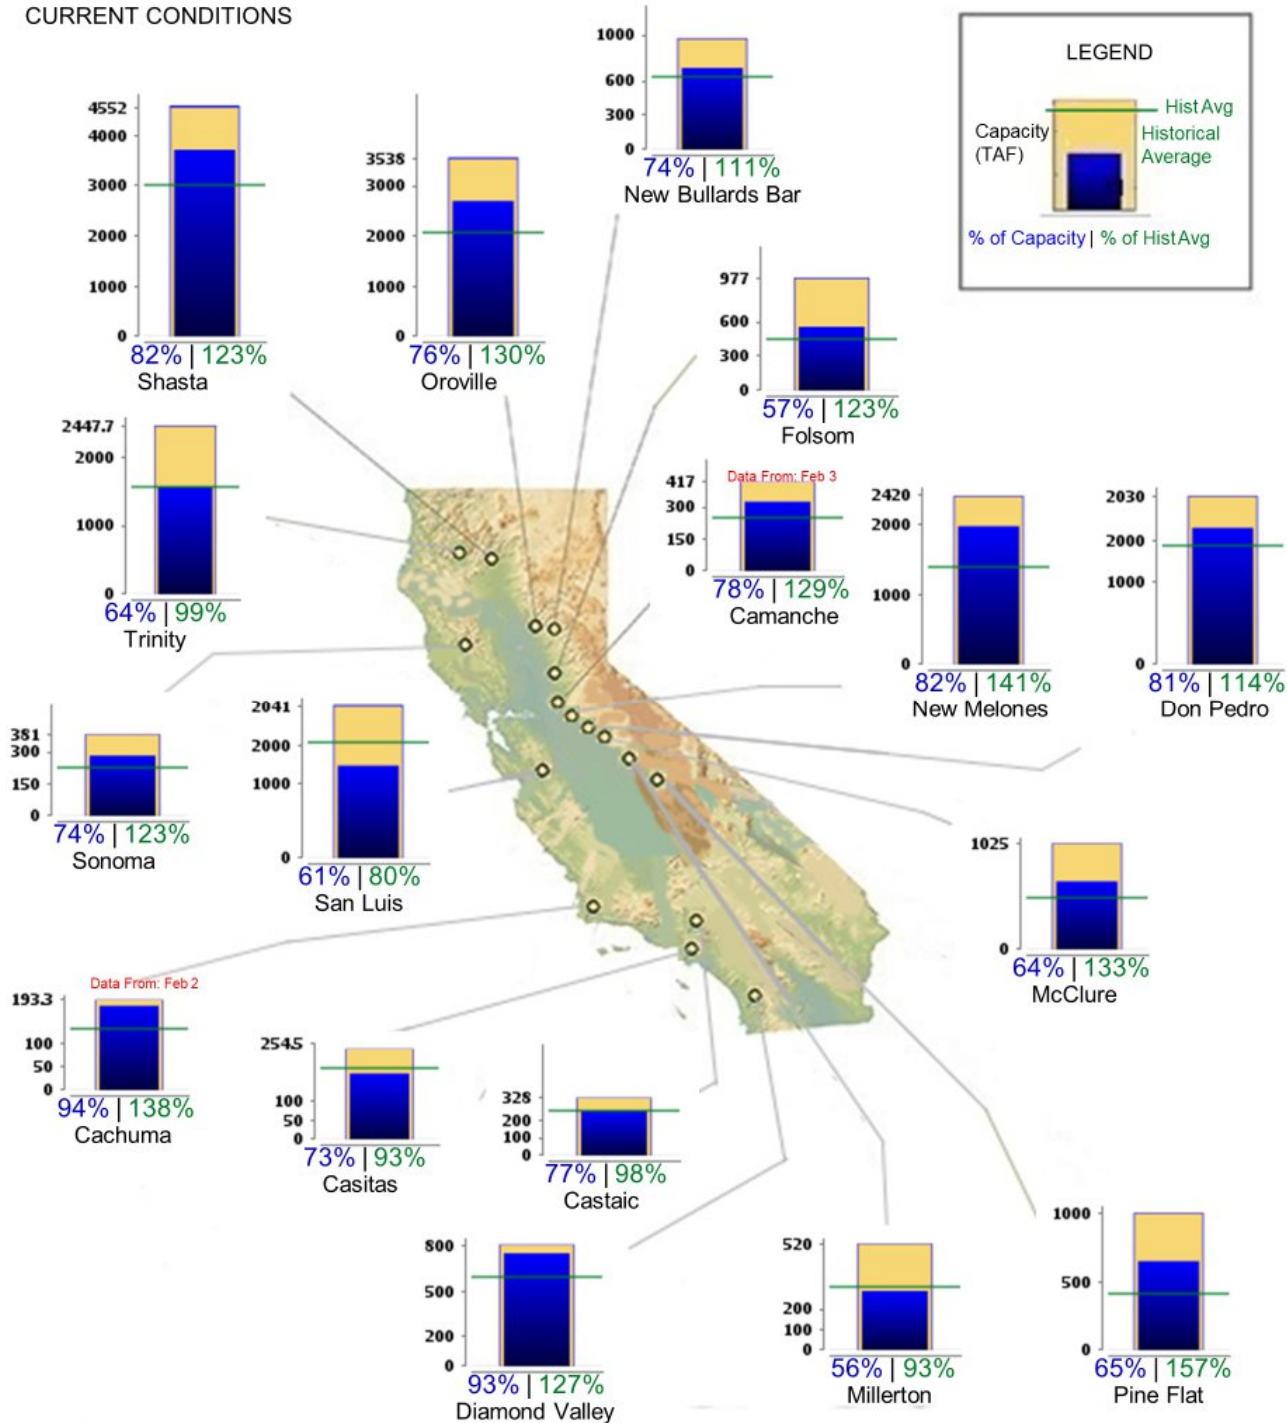 CURRENT CONDITIONS
1000
600
300
0
74% | 111%
New Bullards Bar
LEGEND
Hist Avg
Capacity
(TAF)
Historical
Average
% of Capacity | % of HistAvg
4552
4000
3000
2000
1000
0
82% | 123%
Shasta
3538
3000
2000
1000
0
76% | 130%
Oroville
977
600
300
0
57% | 123%
Folsom
2447.7
2000
1000
0
64% | 99%
Trinity
Data From: Feb 3
417
300
150
0
78% | 129%
Camanche
2420
2000
1000
0
82% | 141%
New Melones
2030
2000
1000
0
81% | 114%
Don Pedro
381
300
150
0
74% | 123%
Sonoma
2041
2000
1000
0
61% | 80%
San Luis
1025
0
64% | 133%
McClure
Data From: Feb 2
193.3
100
50
0
94% | 138%
Cachuma
254.5
100
50
0
73% | 93%
Casitas
328
200
100
0
77% | 98%
Castaic
800
500
200
0
93% | 127%
Diamond Valley
520
200
100
0
56% | 93%
Millerton
1000
500
0
65% | 157%
Pine Flat